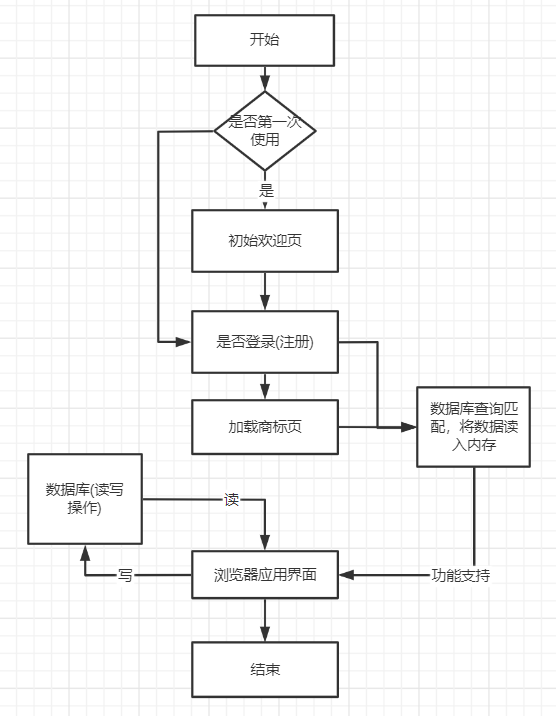 开始
是否第一次
使用
是
初始欢迎页
是否登录(注册)
加载商标页
数据库查询匹
配，将数据读
入内存
数据库(读写
操作)
读
浏览器应用界面
写
功能支持
结束